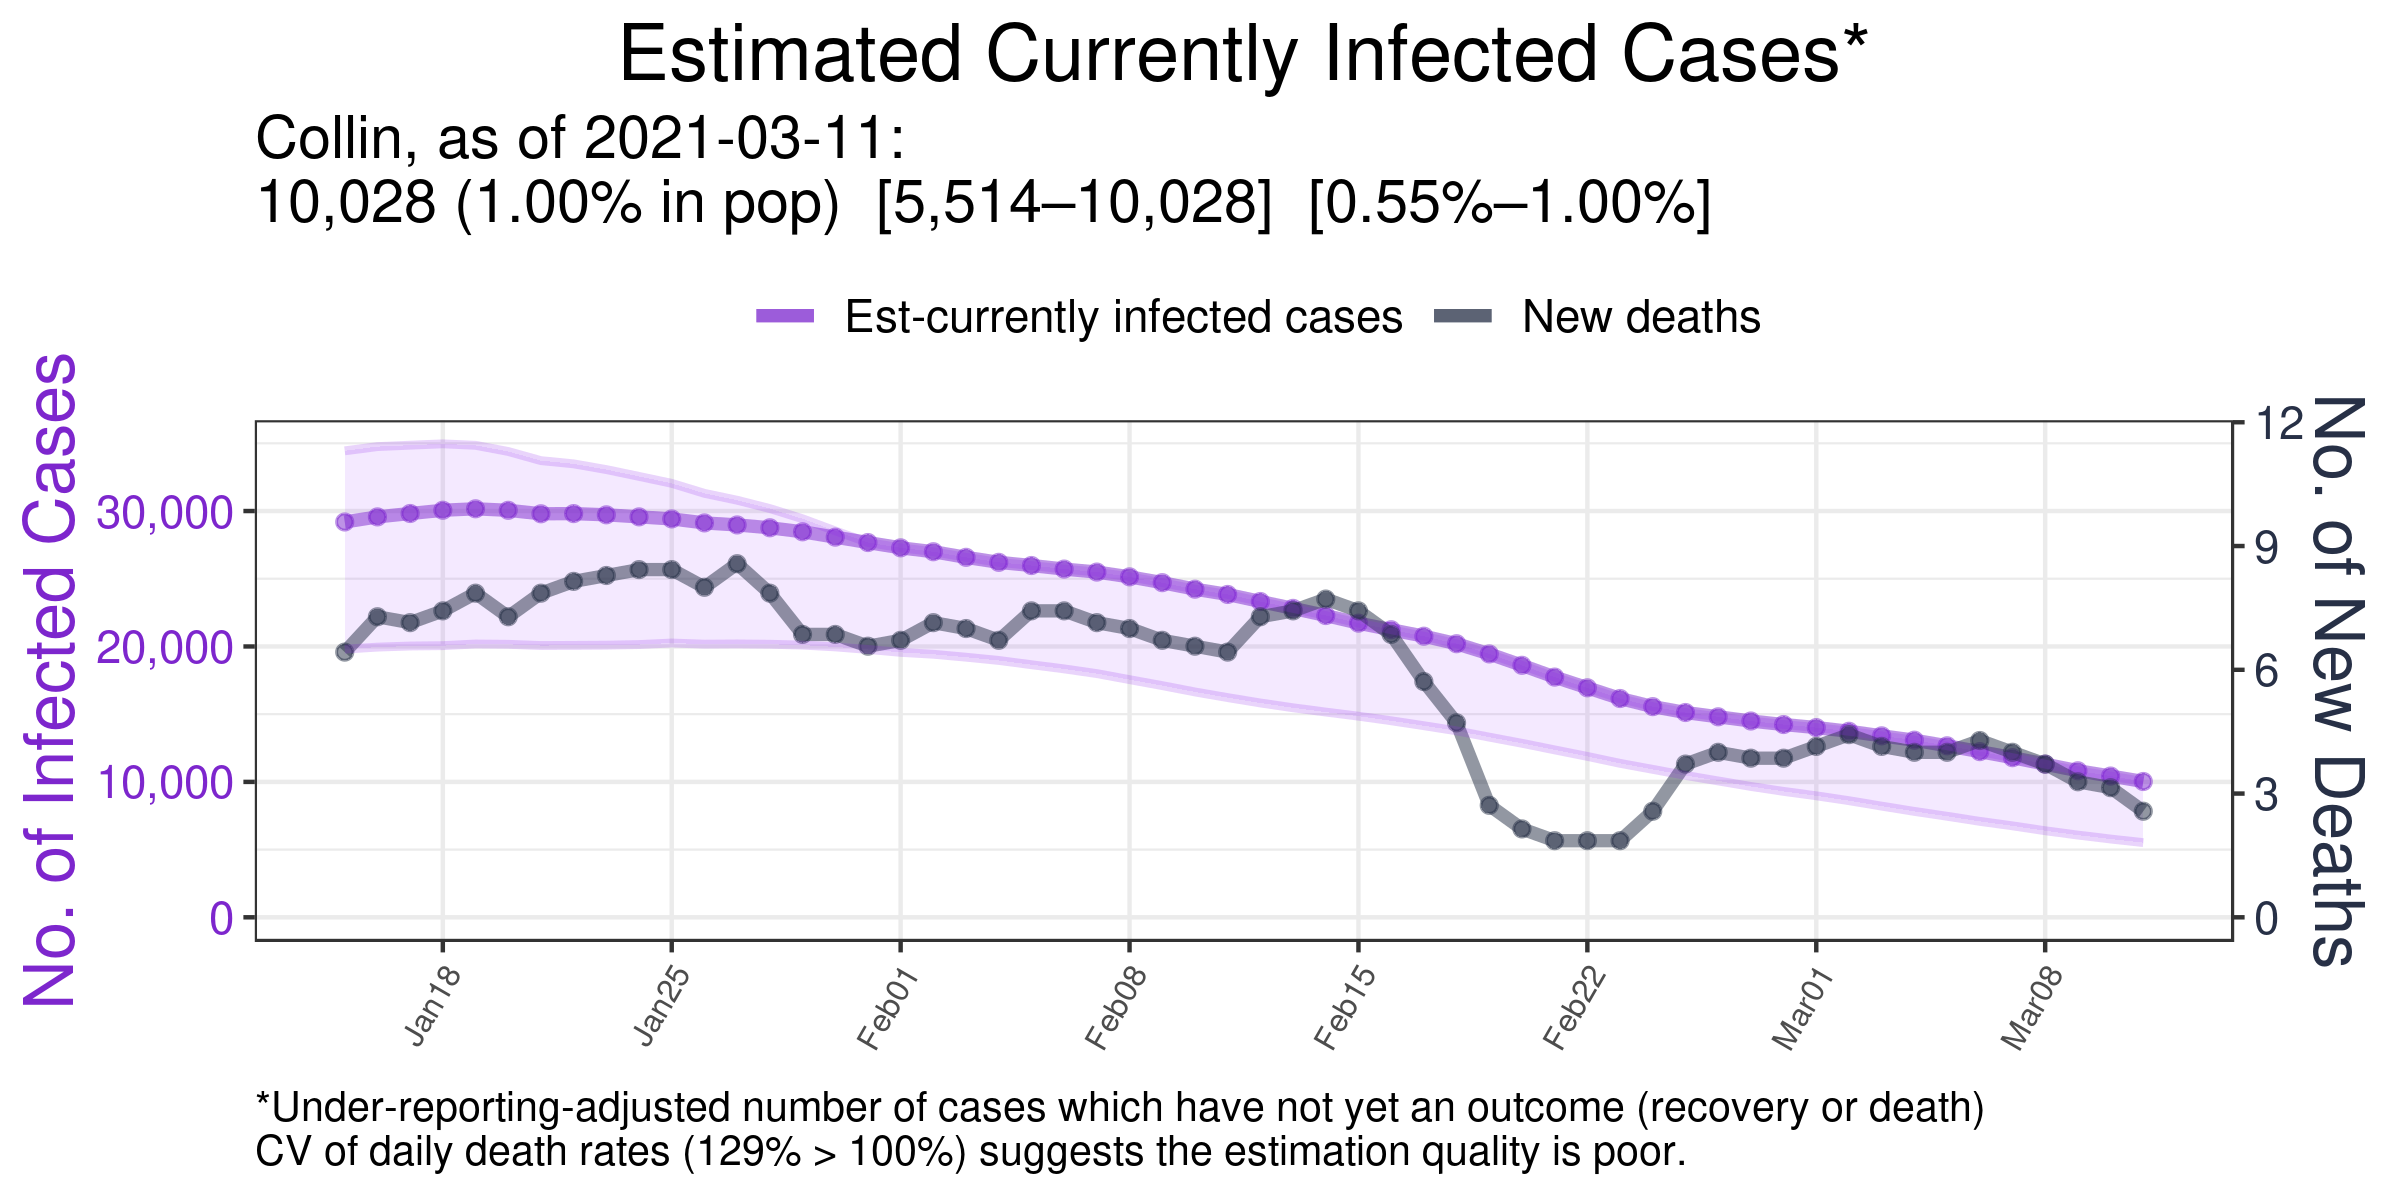 Estimated Currently Infected Cases*
Collin, as of 2021-03-11:
10,028 (1.00% in pop)  [5,514–10,028]  [0.55%–1.00%]
Est-currently infected cases
New deaths
No. of Infected Cases
30,000
20,000
10,000
0
12
9
6
3
0
No. of New Deaths
Jan18
Jan25
Feb01
Feb08
Feb15
Feb22
Mar01
Mar08
*Under-reporting-adjusted number of cases which have not yet an outcome (recovery or death)
CV of daily death rates (129% > 100%) suggests the estimation quality is poor.